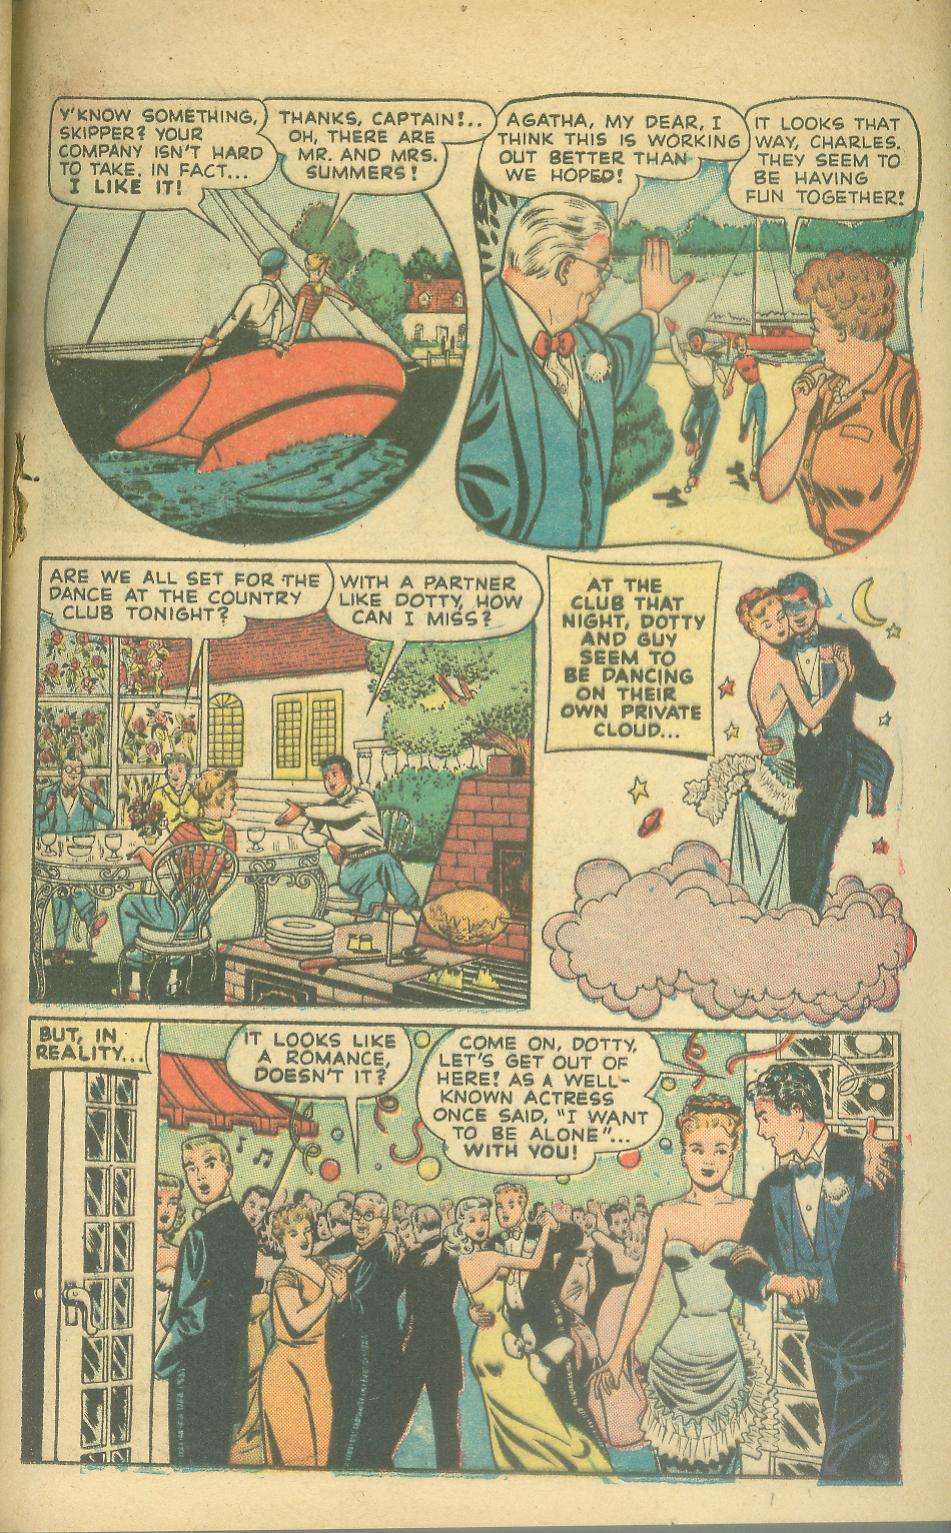 Y'KNOW SOMETHING,
SKIPPER? YOUR
COMPANY ISN'T HARD
TO TAKE. IN FACT...
I LIKE IT!
THANKS, CAPTAIN!..
OH, THERE ARE
MR. AND MRS.
SUMMERS!
AGATHA, MY DEAR, I
THINK THIS IS WORKING
OUT BETTER THAN
WE HOPED!
IT LOOKS THAT
WAY, CHARLES.
THEY SEEM TO
BE HAVING
FUN TOGETHER!
ARE WE ALL SET FOR THE
DANCE AT THE COUNTRY
CLUB TONIGHT?
WITH A PARTNER
LIKE DOTTY, HOW
CAN I MISS?
AT THE
CLUB THAT
NIGHT, DOTTY
AND GUY
SEEM TO
BE DANCING
ON THEIR
OWN PRIVATE
CLOUD...
BUT, IN
REALITY...
IT LOOKS LIKE
A ROMANCE,
DOESN'T IT?
COME ON, DOTTY,
LET'S GET OUT OF
HERE! AS A WELL-
KNOWN ACTRESS
ONCE SAID, "I WANT
TO BE ALONE"...
WITH YOU!